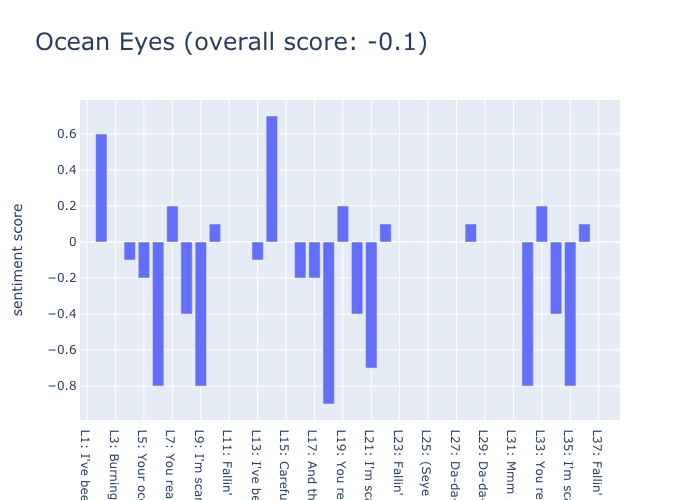 Ocean Eyes (overall score: -0.1)
sentiment score
0.6
0.4
0.2
0
−0.2
−0.4
−0.6
−0.8
L1: I've bee
L3: Burning
L5: Your oc
L7: You rea
L9: I'm scar
L11: Fallin'
L13: I've be
L15: Carefu
L17: And th
L19: You re
L21: I'm sca
L23: Fallin'
L25: (Seye
L27: Da-da-
L29: Da-da-
L31: Mmm
L33: You re
L35: I'm sca
L37: Fallin'